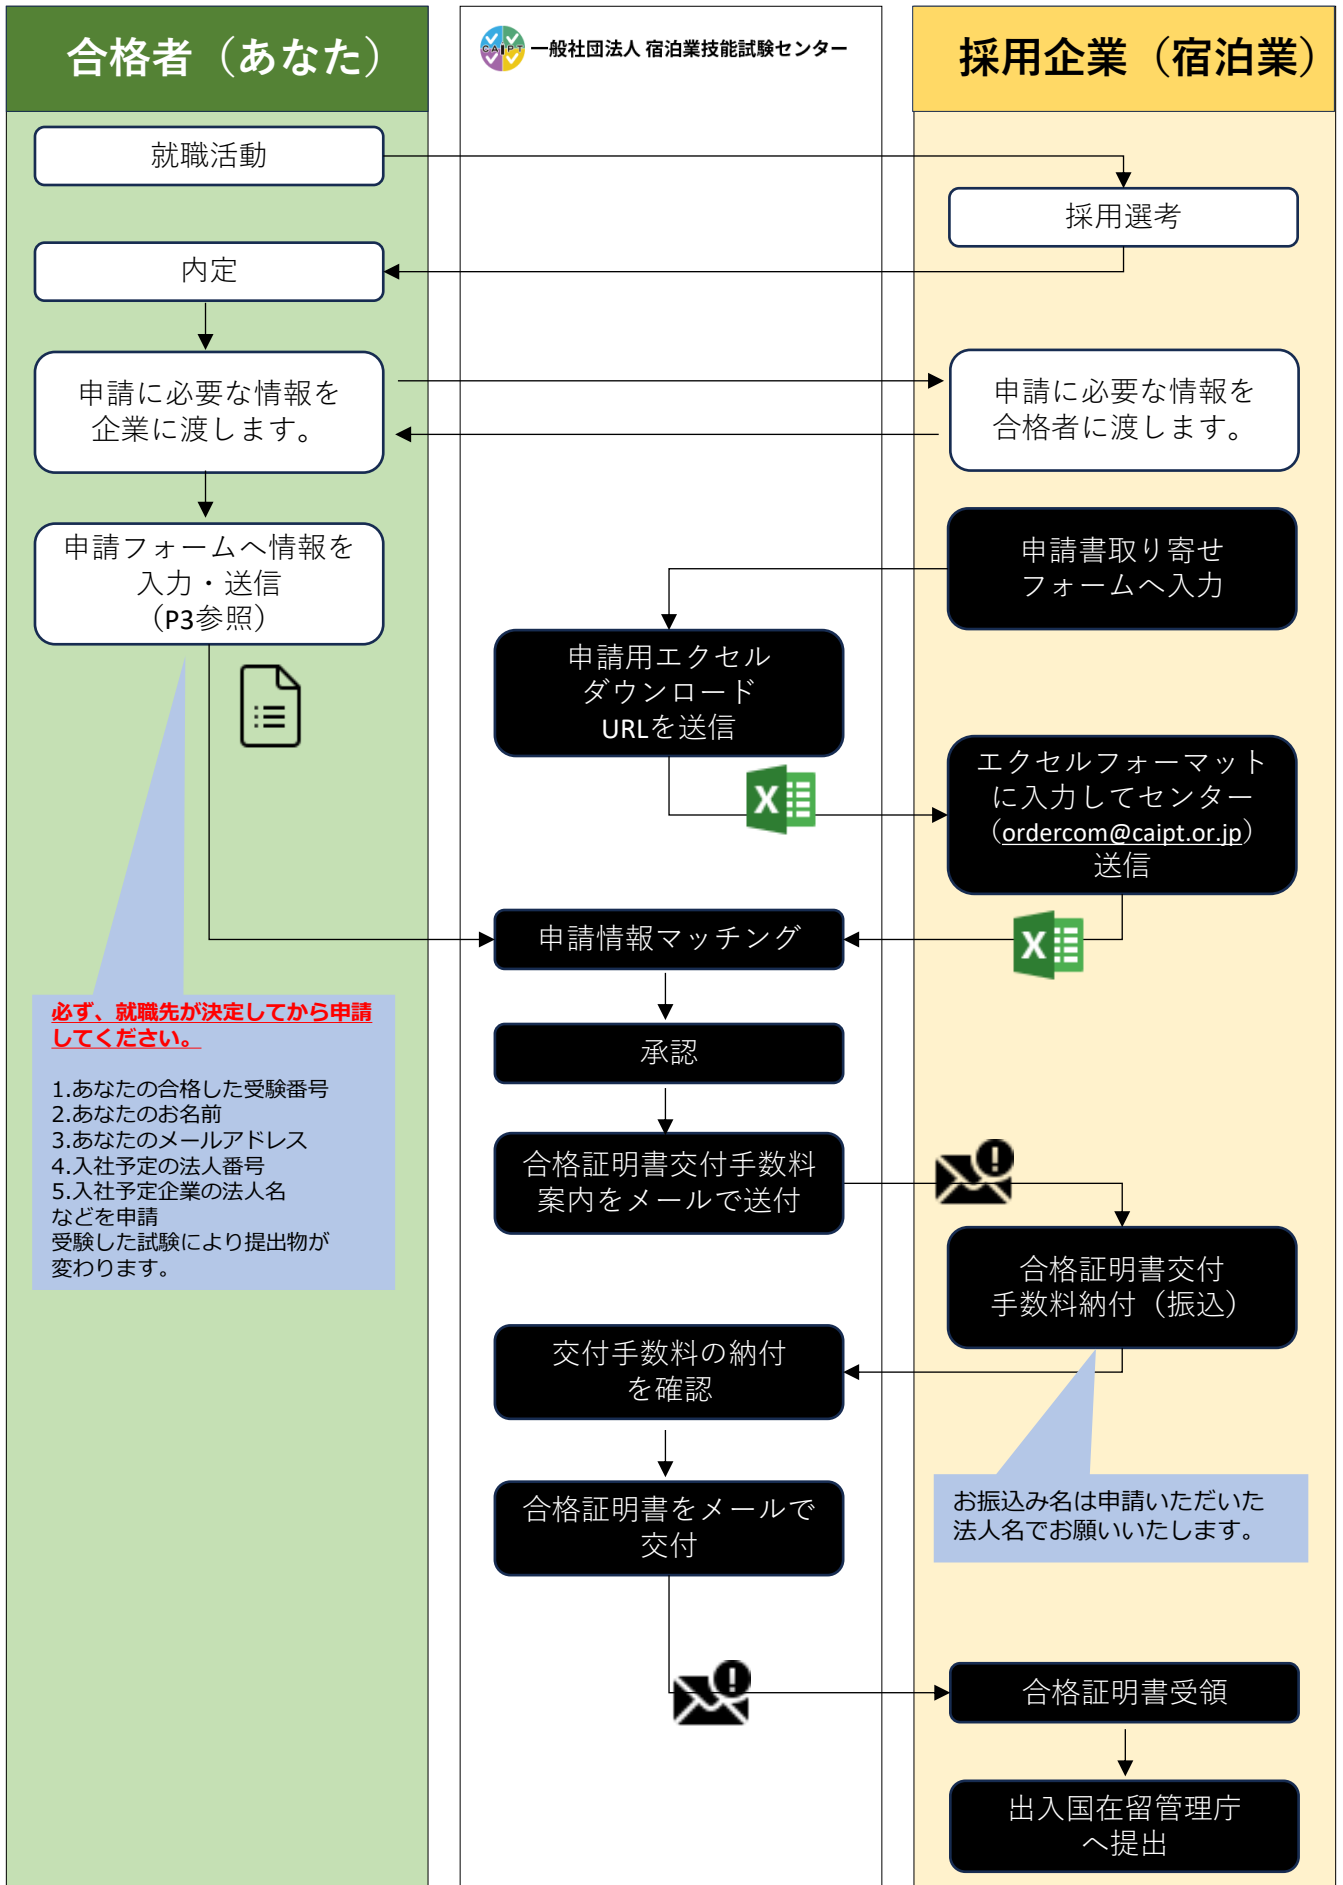 合格者（あなた）
CAIPT
一般社団法人 宿泊業技能試験センター
採用企業（宿泊業）
就職活動
採用選考
内定
申請に必要な情報を
企業に渡します。
申請に必要な情報を
合格者に渡します。
申請フォームへ情報を
入力・送信
（P3参照）
申請書取り寄せ
フォームへ入力
申請用エクセル
ダウンロード
URLを送信
エクセルフォーマット
に入力してセンター
（ordercom@caipt.or.jp）
送信
申請情報マッチング
必ず、就職先が決定してから申請
してください。
1.あなたの合格した受験番号
2.あなたのお名前
3.あなたのメールアドレス
4.入社予定の法人番号
5.入社予定企業の法人名
などを申請
受験した試験により提出物が
変わります。
承認
合格証明書交付手数料
案内をメールで送付
合格証明書交付
手数料納付（振込）
交付手数料の納付
を確認
お振込み名は申請いただいた
法人名でお願いいたします。
合格証明書をメールで
交付
合格証明書受領
出入国在留管理庁
へ提出